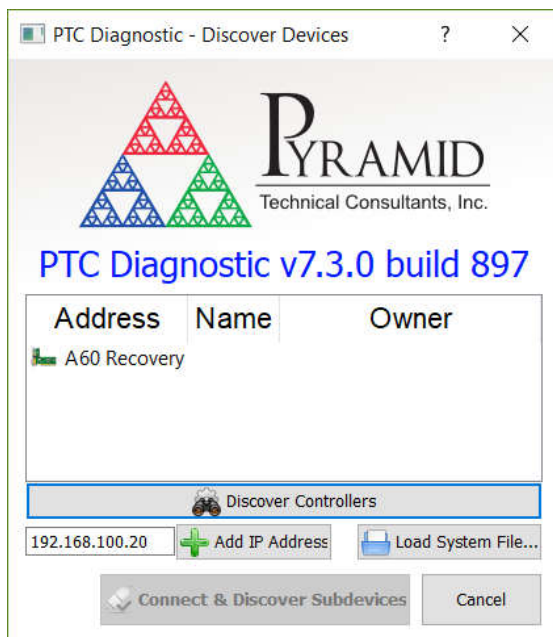 PTC Diagnostic - Discover Devices ? ×
PYRAMID
Technical Consultants, Inc.
PTC Diagnostic v7.3.0 build 897
Address Name Owner
A60 Recovery
Discover Controllers
192.168.100.20 Add IP Address Load System File...
Connect & Discover Subdevices Cancel